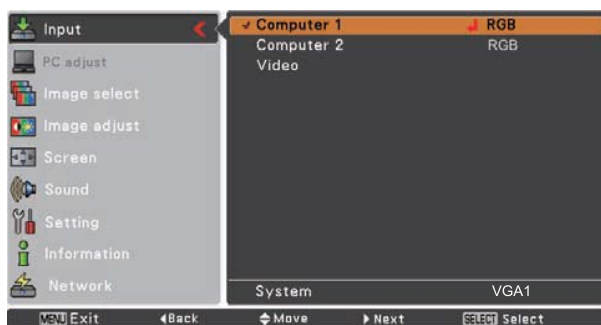 Input
PC adjust
Image select
Image adjust
Screen
Sound
Setting
Information
Network
Computer 1 RGB
Computer 2 RGB
Video
System VGA1
MENU Exit Back Move Next SELECT Select